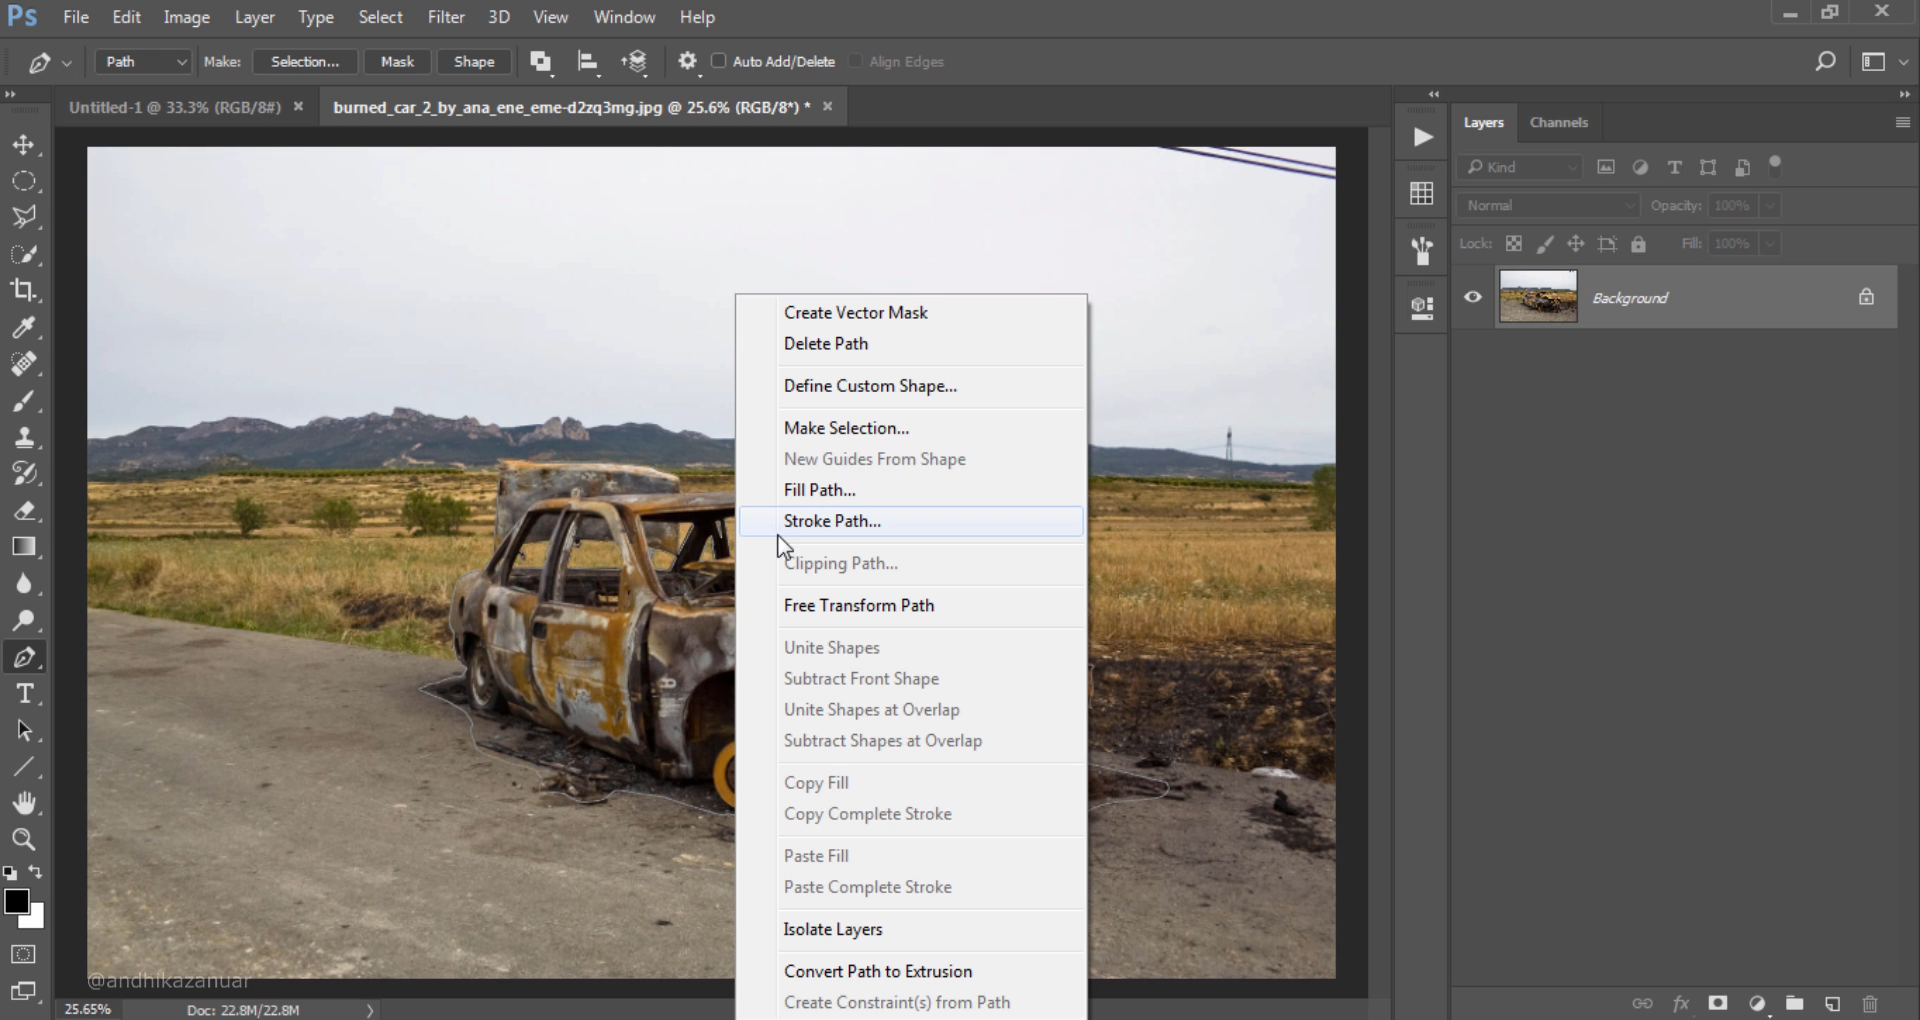 Ps File Edit Image Layer Type Select Filter 3D View Window Help
Path Make: Selection... Mask Shape Auto Add/Delete Align Edges
Untitled-1 @ 33.3% (RGB/8#) × burned_car_2_by_ana_ene_eme-d2zq3mg.jpg @ 25.6% (RGB/8*) * ×
Layers Channels
Kind
Normal Opacity: 100%
Lock: Fill: 100%
Background
Create Vector Mask
Delete Path
Define Custom Shape...
Make Selection...
New Guides From Shape
Fill Path...
Stroke Path...
Clipping Path...
Free Transform Path
Unite Shapes
Subtract Front Shape
Unite Shapes at Overlap
Subtract Shapes at Overlap
Copy Fill
Copy Complete Stroke
Paste Fill
Paste Complete Stroke
Isolate Layers
Convert Path to Extrusion
Create Constraint(s) from Path
@andhikazanuar
25.65% Doc: 22.8M/22.8M
fx